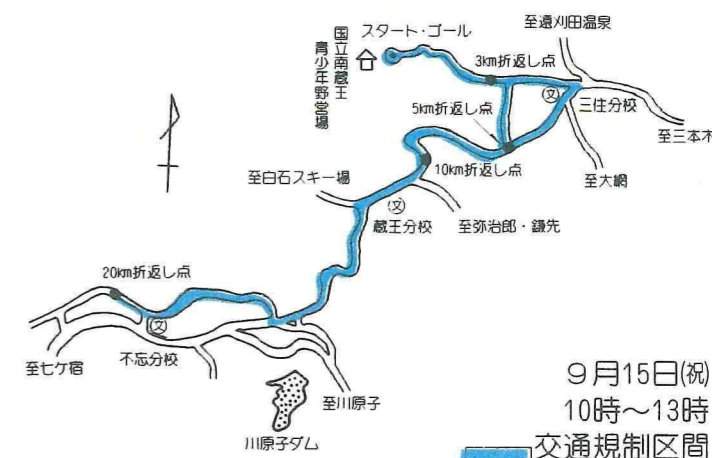 至遠刈田温泉
スタート・ゴール
国立南蔵王
青少年野営場
3km折返し点
文
三住分校
5km折返し点
至三本木
10km折返し点
至大網
至白石スキー場
文
蔵王分校
至弥治郎・鎌先
20km折返し点
文
至七ケ宿
不忘分校
至川原子
川原子ダム
9月15日(祝)
10時～13時
交通規制区間